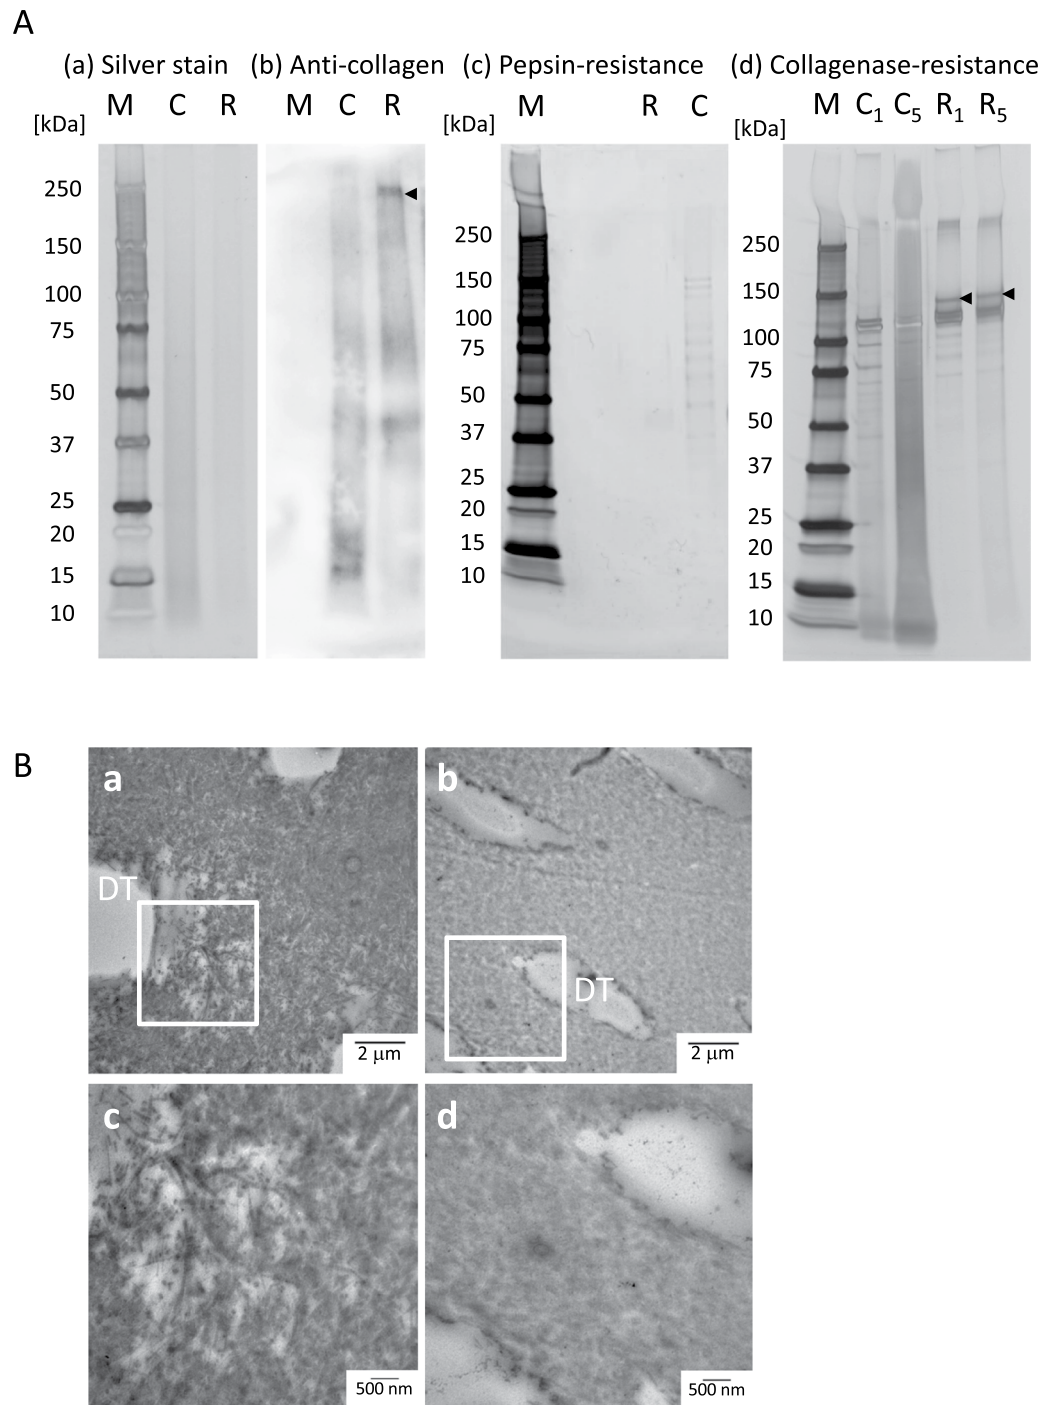 A
(a) Silver stain (b) Anti-collagen (c) Pepsin-resistance (d) Collagenase-resistance
M C R M C R M R C M C1 C5 R1 R5
[kDa] [kDa] [kDa]
250
150
100
75
50
37
25
20
15
10
250
150
100
75
50
37
25
20
15
10
250
150
100
75
50
37
25
20
15
10
B
a
DT
2 μm
b
DT
2 μm
c
500 nm
d
500 nm